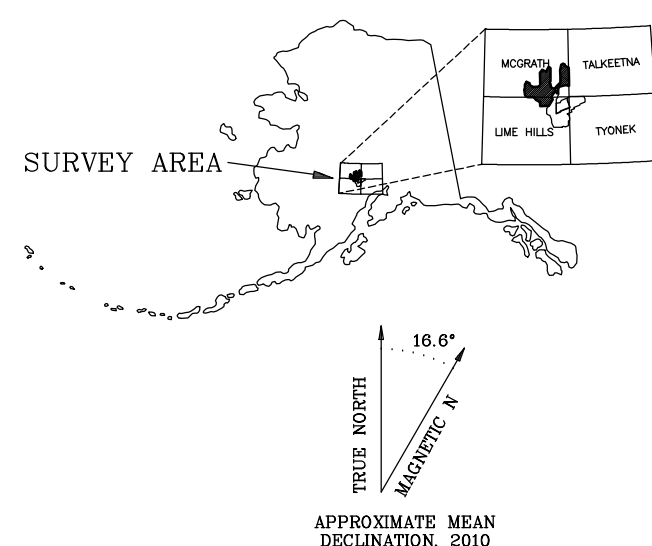 MCGRATH
TALKEETNA
LIME HILLS
TYONEK
SURVEY AREA
16.6°
TRUE NORTH
MAGNETIC N
APPROXIMATE MEAN
DECLINATION, 2010